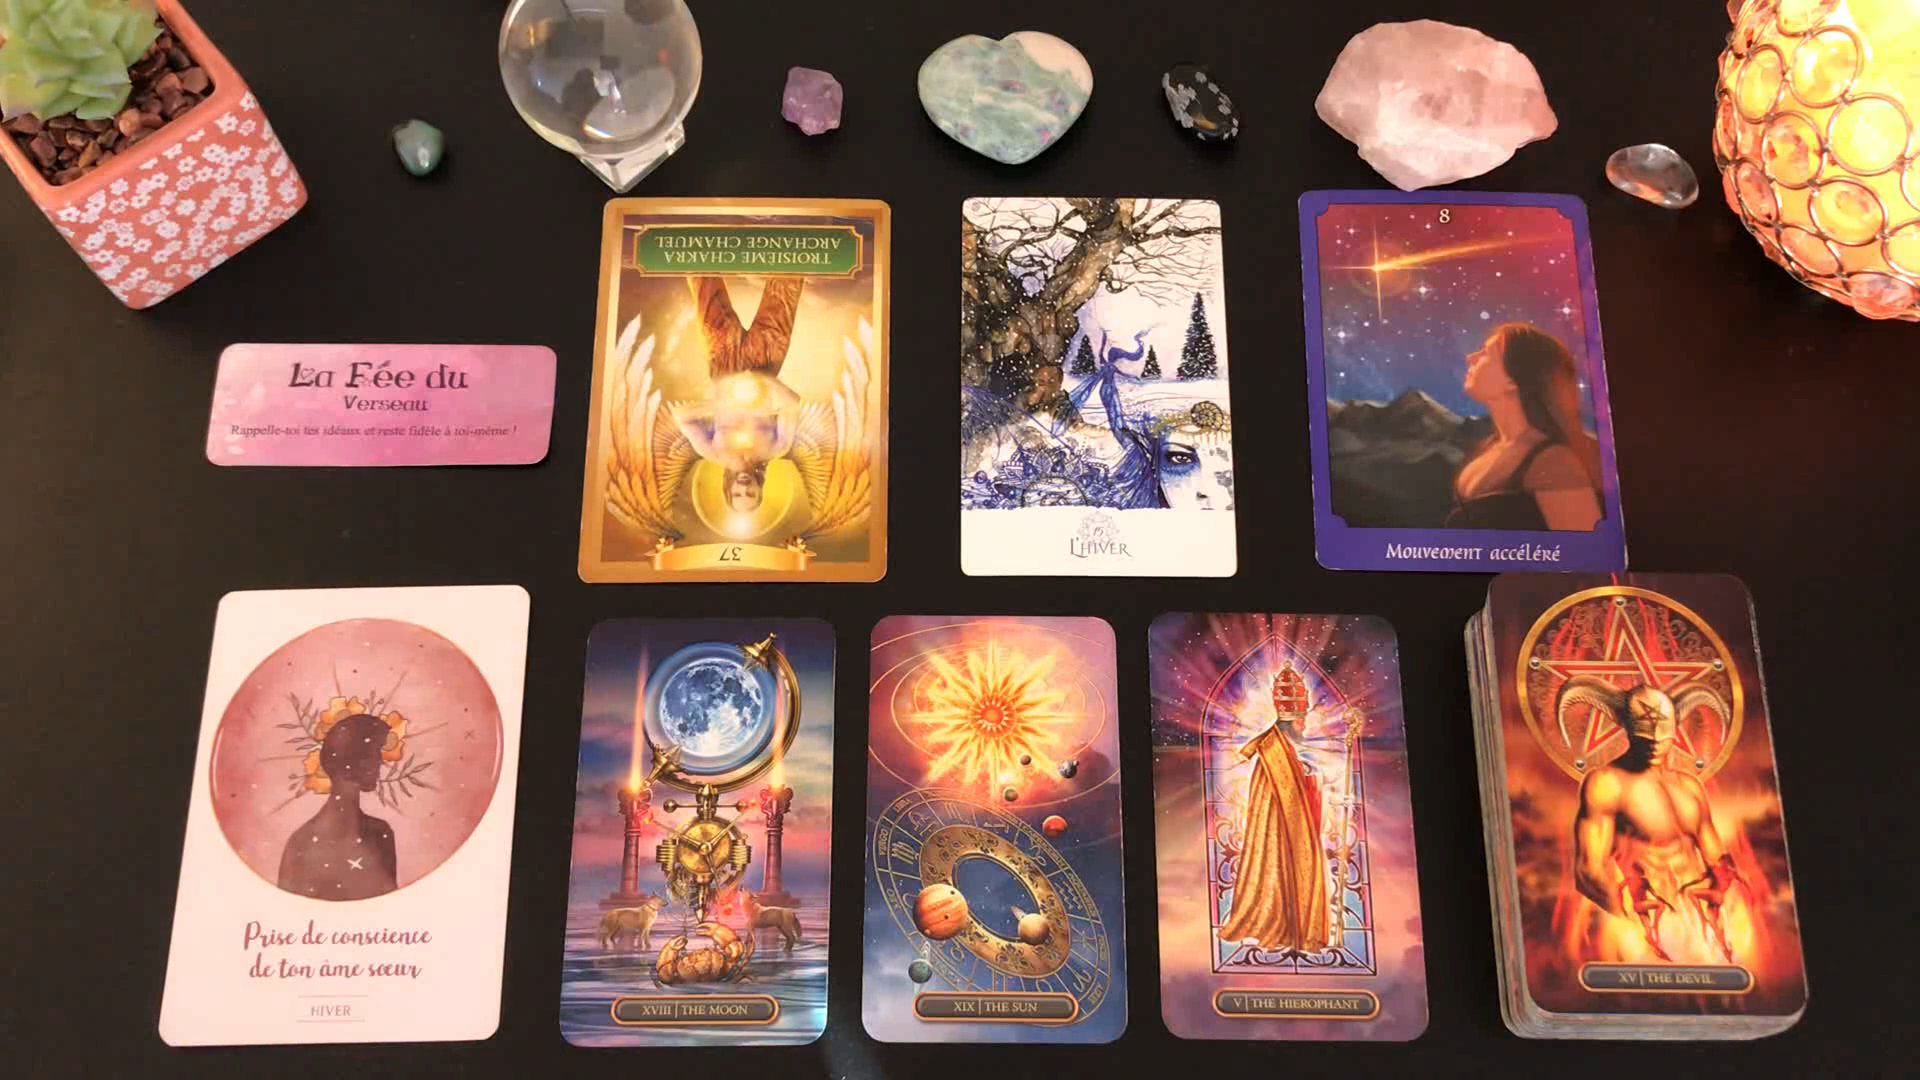 TROISIÈME CHAKRA
ARCHANGE CHAMUEL
37
15
L'HIVER
8
Mouvement accéléré
La Fée du
Verseau
Rappelle-toi tes idéaux et reste fidèle à toi-même !
Prise de conscience
de ton âme sœur
HIVER
XVIII | THE MOON
XIX | THE SUN
V | THE HIEROPHANT
XV | THE DEVIL